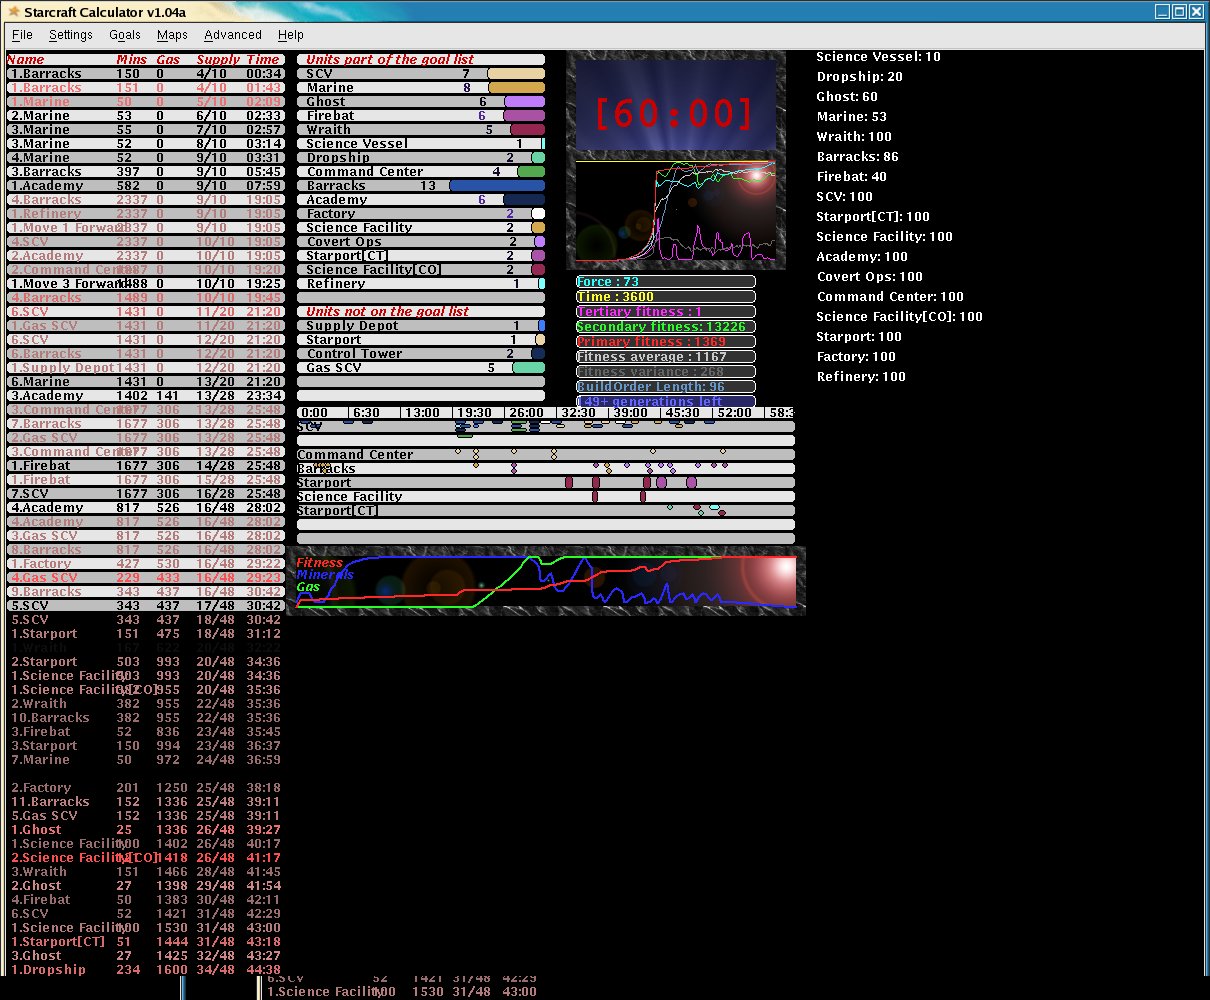 Starcraft Calculator v1.04a
File Settings Goals Maps Advanced Help
Name Mins Gas Supply Time
1.Barracks 150 0 4/10 00:34
1.Barracks 151 0 4/10 01:43
1.Marine 50 0 5/10 02:09
2.Marine 53 0 6/10 02:33
3.Marine 55 0 7/10 02:57
3.Marine 52 0 8/10 03:14
4.Marine 52 0 9/10 03:31
3.Barracks 397 0 9/10 05:45
1.Academy 582 0 9/10 07:59
4.Barracks 2337 0 9/10 19:05
1.Refinery 2337 0 9/10 19:05
1.Move 1 Forward 2337 0 9/10 19:05
4.SCV 2337 0 10/10 19:05
2.Academy 2337 0 10/10 19:05
2.Command Center 0 10/10 19:20
1.Move 3 Forward 1488 0 10/10 19:25
4.Barracks 1489 0 10/20 19:45
6.SCV 1431 0 11/20 21:20
1.Gas SCV 1431 0 11/20 21:20
6.SCV 1431 0 12/20 21:20
6.Barracks 1431 0 12/20 21:20
1.Supply Depot 1431 0 12/20 21:20
6.Marine 1431 0 13/20 21:20
3.Academy 1402 141 13/28 23:34
3.Command Center 1677 306 13/28 25:48
7.Barracks 1677 306 13/28 25:48
2.Gas SCV 1677 306 13/28 25:48
3.Command Center 1677 306 13/28 25:48
1.Firebat 1677 306 14/28 25:48
1.Firebat 1677 306 15/28 25:48
7.SCV 1677 306 16/28 25:48
4.Academy 817 526 16/28 28:02
4.Academy 817 526 16/28 28:02
3.Gas SCV 817 526 16/28 28:02
8.Barracks 817 526 16/28 28:02
1.Factory 427 530 16/48 29:22
4.Gas SCV 229 433 16/48 29:23
9.Barracks 343 437 16/48 30:42
5.SCV 343 437 17/48 30:42
5.SCV 343 437 18/48 30:42
1.Starport 151 475 18/48 31:12
1.Wraith 167 622 20/48 32:22
2.Starport 503 993 20/48 34:36
1.Science Facility 503 993 20/48 34:36
1.Science Facility[CO] 382 955 20/48 35:36
2.Wraith 382 955 22/48 35:36
10.Barracks 382 955 22/48 35:36
3.Firebat 52 836 23/48 35:45
3.Starport 150 994 23/48 36:37
7.Marine 50 972 24/48 36:59
2.Factory 201 1250 25/48 38:18
11.Barracks 152 1336 25/48 39:11
5.Gas SCV 152 1336 25/48 39:11
1.Ghost 25 1336 26/48 39:27
1.Science Facility 100 1402 26/48 40:17
2.Science Facility[CO] 1418 26/48 41:17
3.Wraith 151 1466 28/48 41:45
2.Ghost 27 1398 29/48 41:54
4.Firebat 50 1383 30/48 42:11
6.SCV 52 1421 31/48 42:29
1.Science Facility 100 1530 31/48 43:00
1.Starport[CT] 51 1444 31/48 43:18
3.Ghost 27 1425 32/48 43:27
1.Dropship 234 1600 34/48 44:38
Units part of the goal list
SCV 7
Marine 8
Ghost 6
Firebat 6
Wraith 5
Science Vessel 1
Dropship 2
Command Center 4
Barracks 13
Academy 6
Factory 2
Science Facility 2
Covert Ops 2
Starport[CT] 2
Science Facility[CO] 2
Refinery 1
Units not on the goal list
Supply Depot 1
Starport 1
Control Tower 2
Gas SCV 5
[60:00]
Force : 73
Time : 3600
Tertiary fitness : 1
Secondary fitness: 13226
Primary fitness : 1369
Fitness average : 1167
Fitness variance : 268
BuildOrder Length: 96
49+ generations left
0:00 6:30 13:00 19:30 26:00 32:30 39:00 45:30 52:00 58:3
SCV
Command Center
Barracks
Starport
Science Facility
Starport[CT]
Fitness
Minerals
Gas
Science Vessel: 10
Dropship: 20
Ghost: 60
Marine: 53
Wraith: 100
Barracks: 86
Firebat: 40
SCV: 100
Starport[CT]: 100
Science Facility: 100
Academy: 100
Covert Ops: 100
Command Center: 100
Science Facility[CO]: 100
Starport: 100
Factory: 100
Refinery: 100
6.SCV 52 1421 31/48 42:29
1.Science Facility 100 1530 31/48 43:00